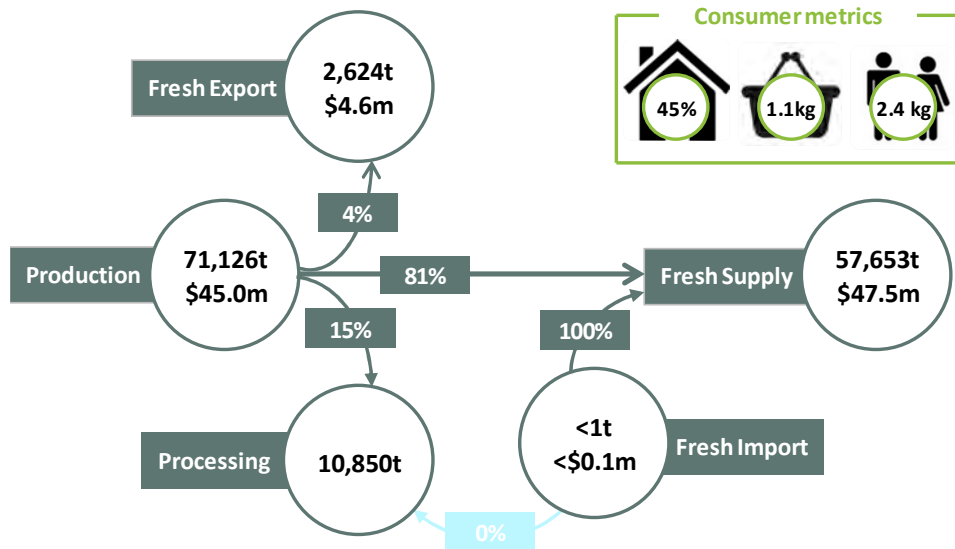 Consumer metrics
45%
1.1kg
2.4 kg
Fresh Export
2,624t
$4.6m
4%
Production
71,126t
$45.0m
81%
Fresh Supply
57,653t
$47.5m
15%
100%
Processing
10,850t
<1t
<$0.1m
Fresh Import
0%